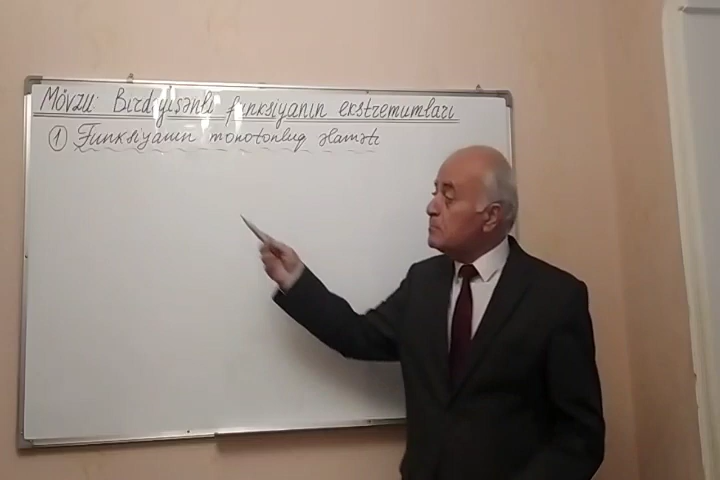 MÖVZU: Birdəyişənli funksiyanın ekstremumları
① Funksiyanın monotonluq əlaməti